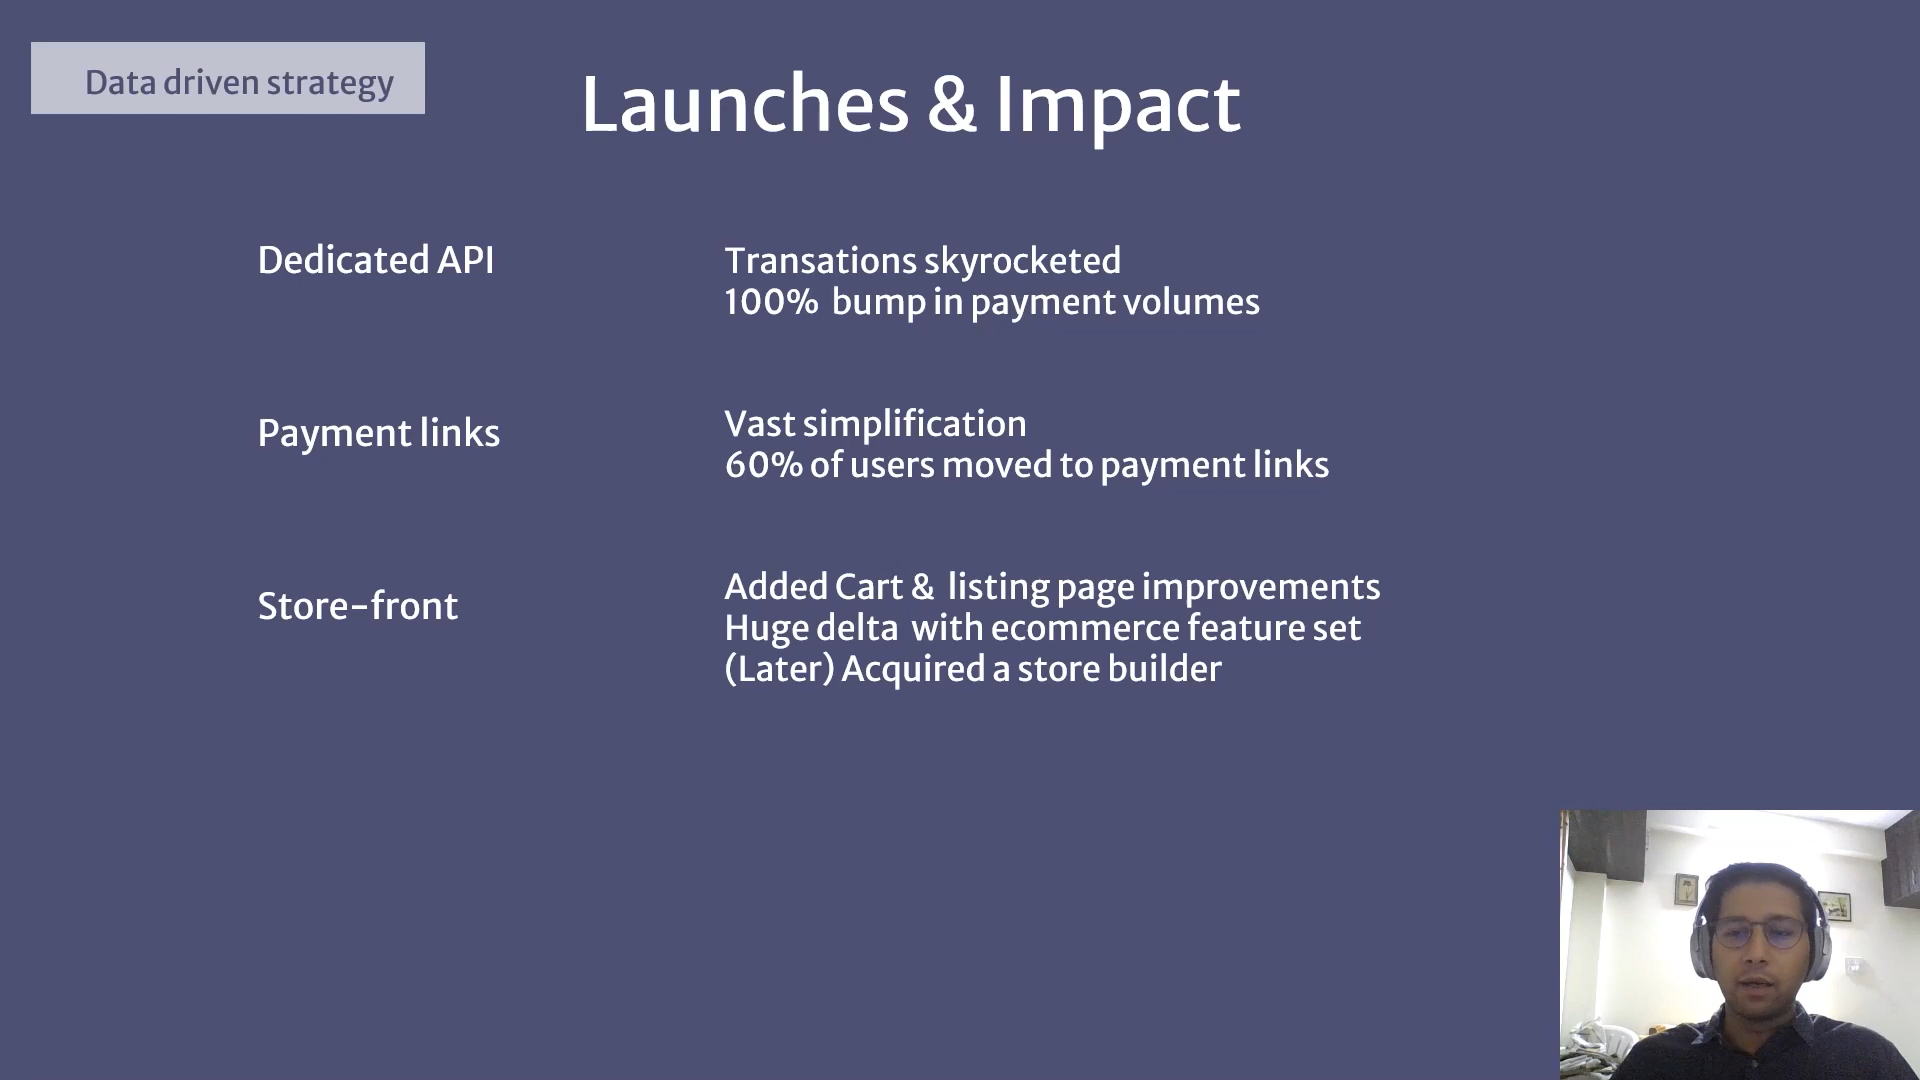 Data driven strategy
Launches & Impact
Dedicated API
Transations skyrocketed
100% bump in payment volumes
Payment links
Vast simplification
60% of users moved to payment links
Store-front
Added Cart & listing page improvements
Huge delta with ecommerce feature set
(Later) Acquired a store builder